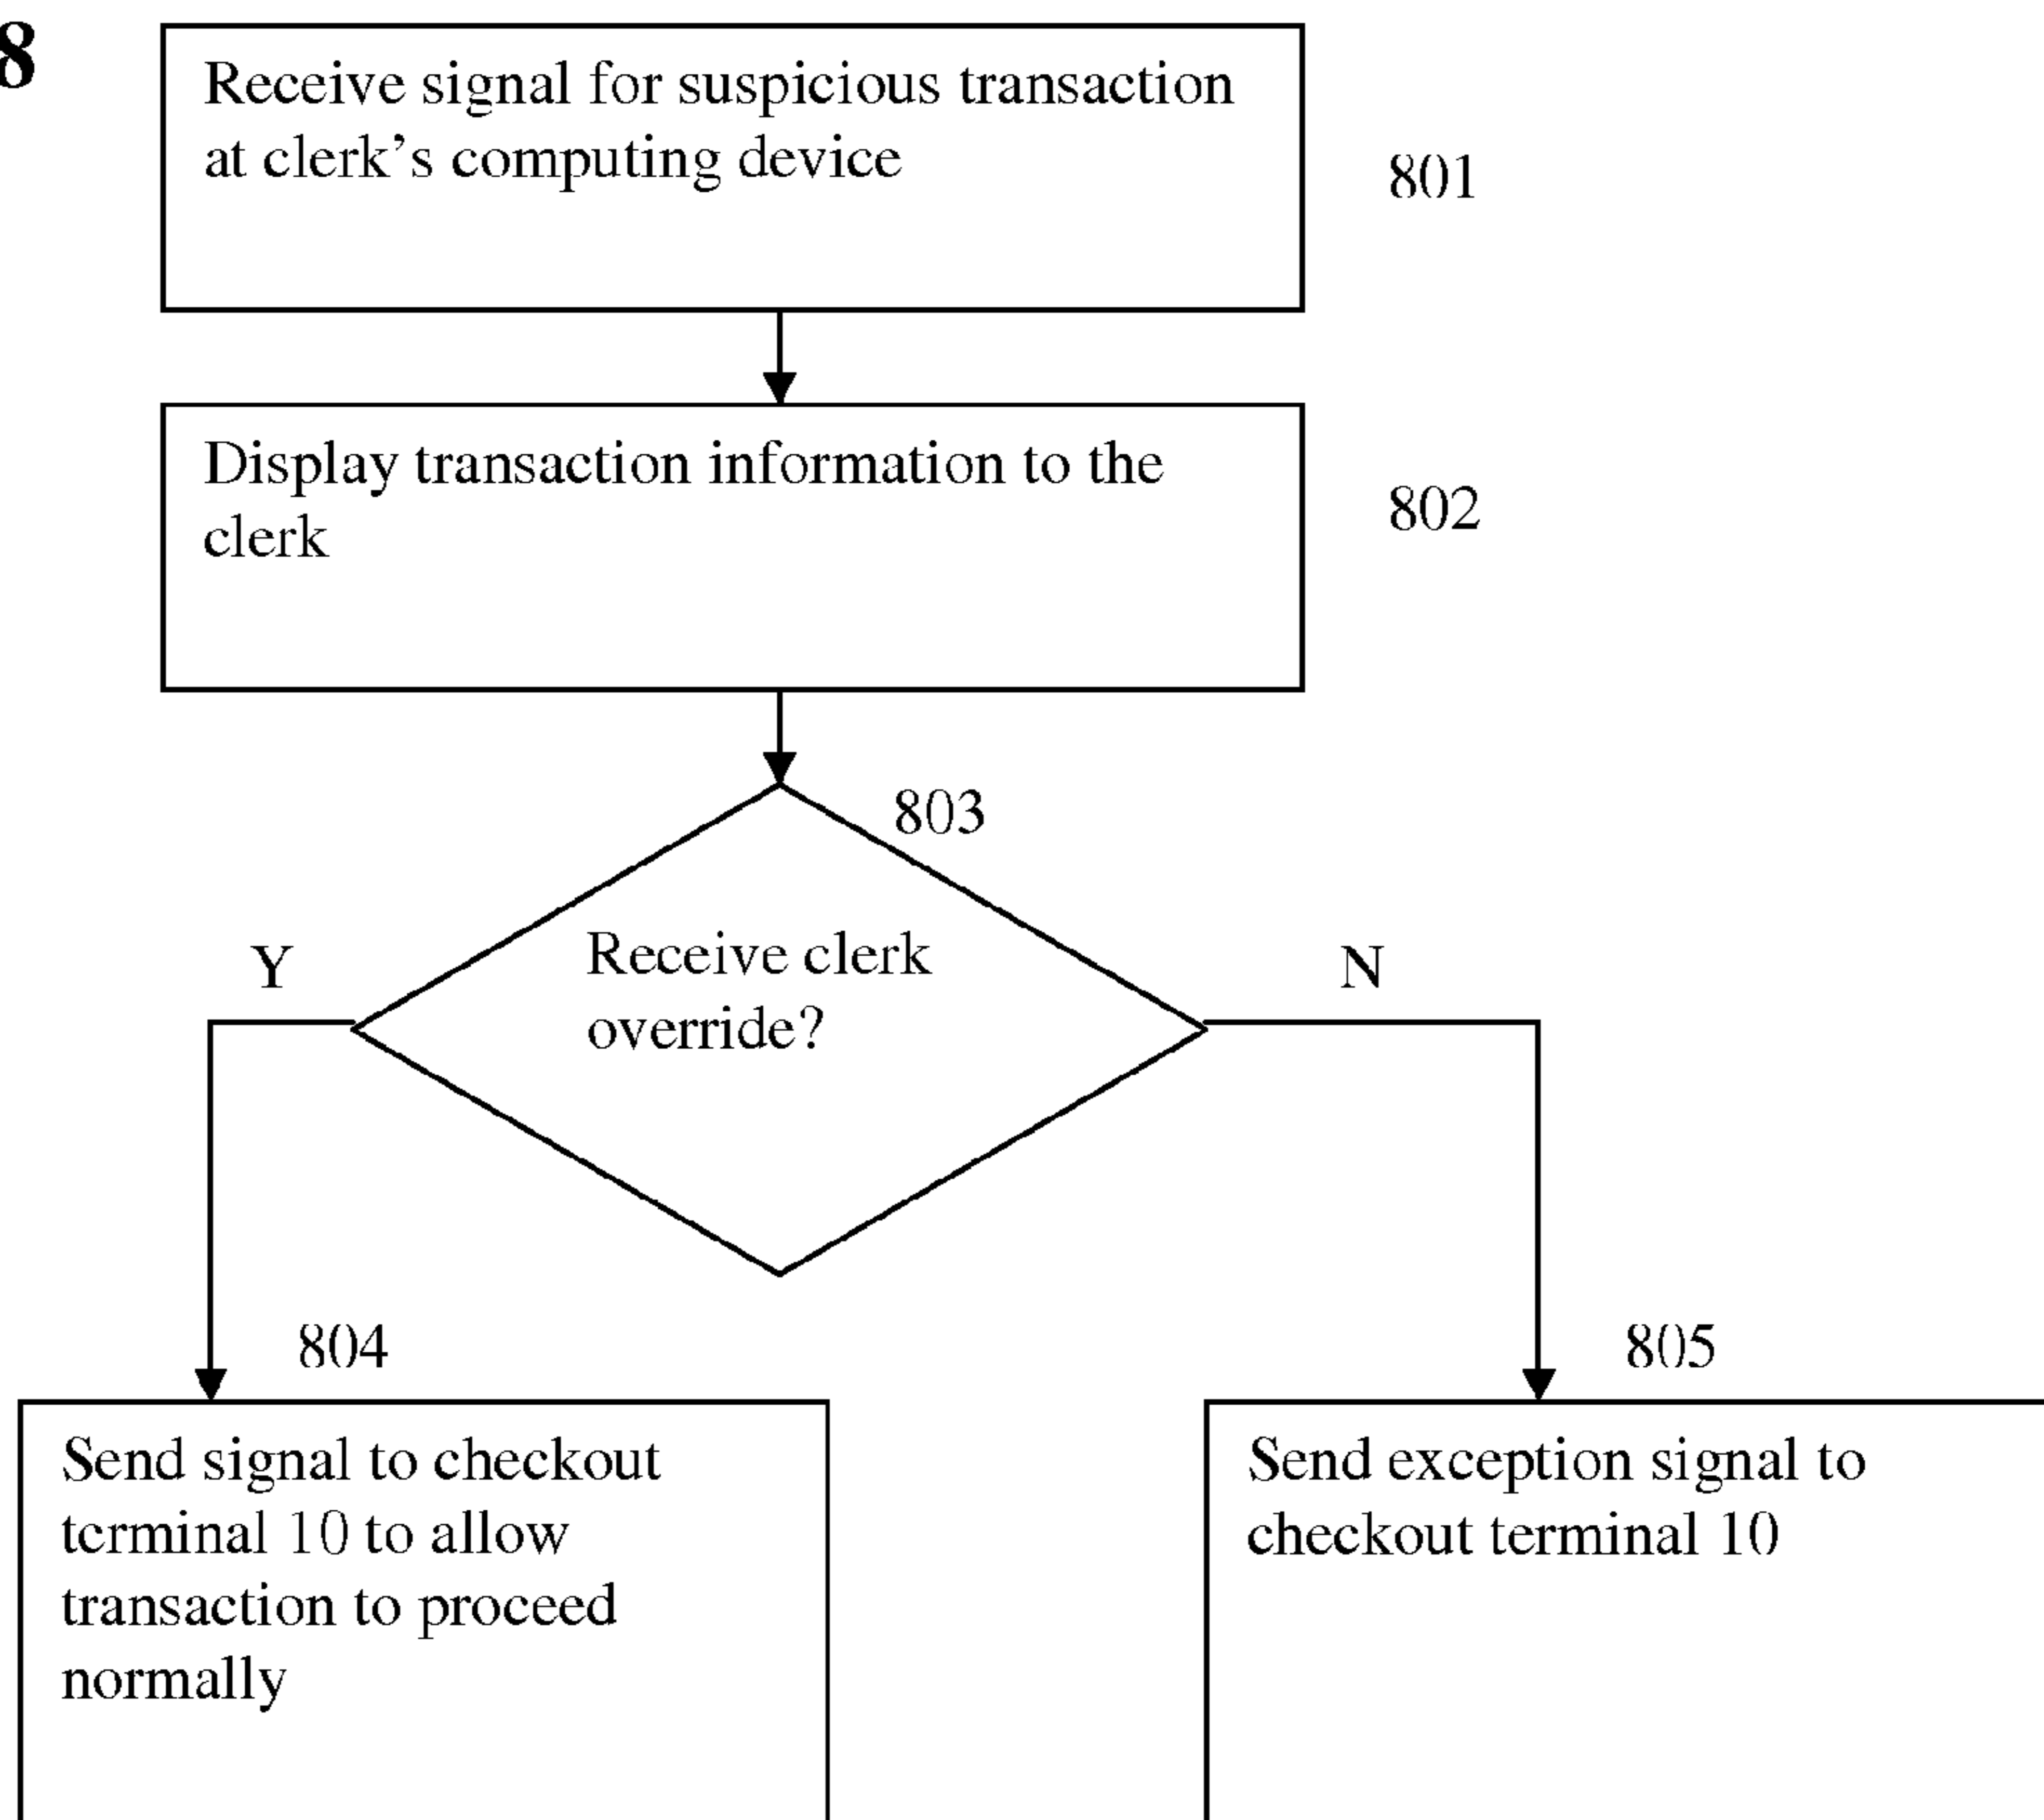 8
Receive signal for suspicious transaction
at clerk’s computing device
801
Display transaction information to the
clerk
802
803
Receive clerk
override?
Y
N
804
805
Send signal to checkout
terminal 10 to allow
transaction to proceed
normally
Send exception signal to
checkout terminal 10